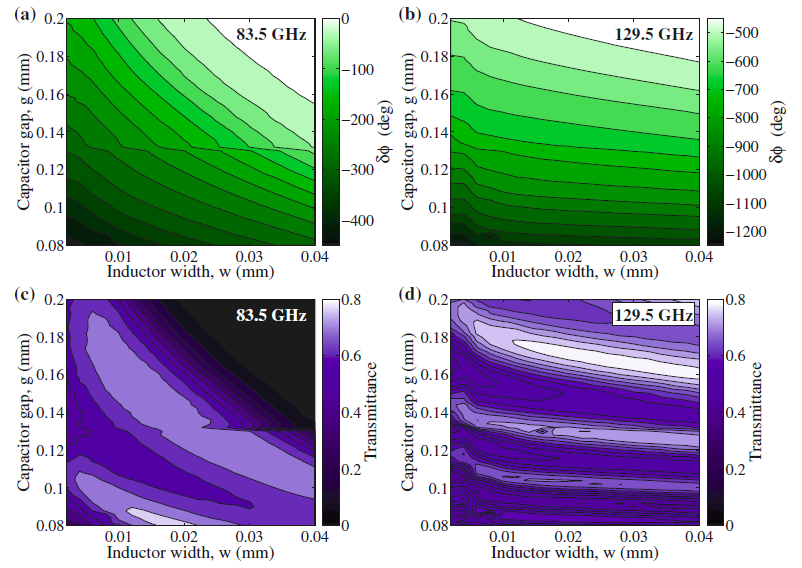 (a)
83.5 GHz
0.2
0.18
0.16
0.14
0.12
0.1
0.08
Capacitor gap, g (mm)
0.01 0.02 0.03 0.04
Inductor width, w (mm)
0
−100
−200
−300
−400
δϕ (deg)
(b)
129.5 GHz
0.2
0.18
0.16
0.14
0.12
0.1
0.08
Capacitor gap, g (mm)
0.01 0.02 0.03 0.04
Inductor width, w (mm)
−500
−600
−700
−800
−900
−1000
−1100
−1200
δϕ (deg)
(c)
83.5 GHz
0.2
0.18
0.16
0.14
0.12
0.1
0.08
Capacitor gap, g (mm)
0.01 0.02 0.03 0.04
Inductor width, w (mm)
0.8
0.6
0.4
0.2
0
Transmittance
(d)
129.5 GHz
0.2
0.18
0.16
0.14
0.12
0.1
0.08
Capacitor gap, g (mm)
0.01 0.02 0.03 0.04
Inductor width, w (mm)
0.8
0.6
0.4
0.2
0
Transmittance